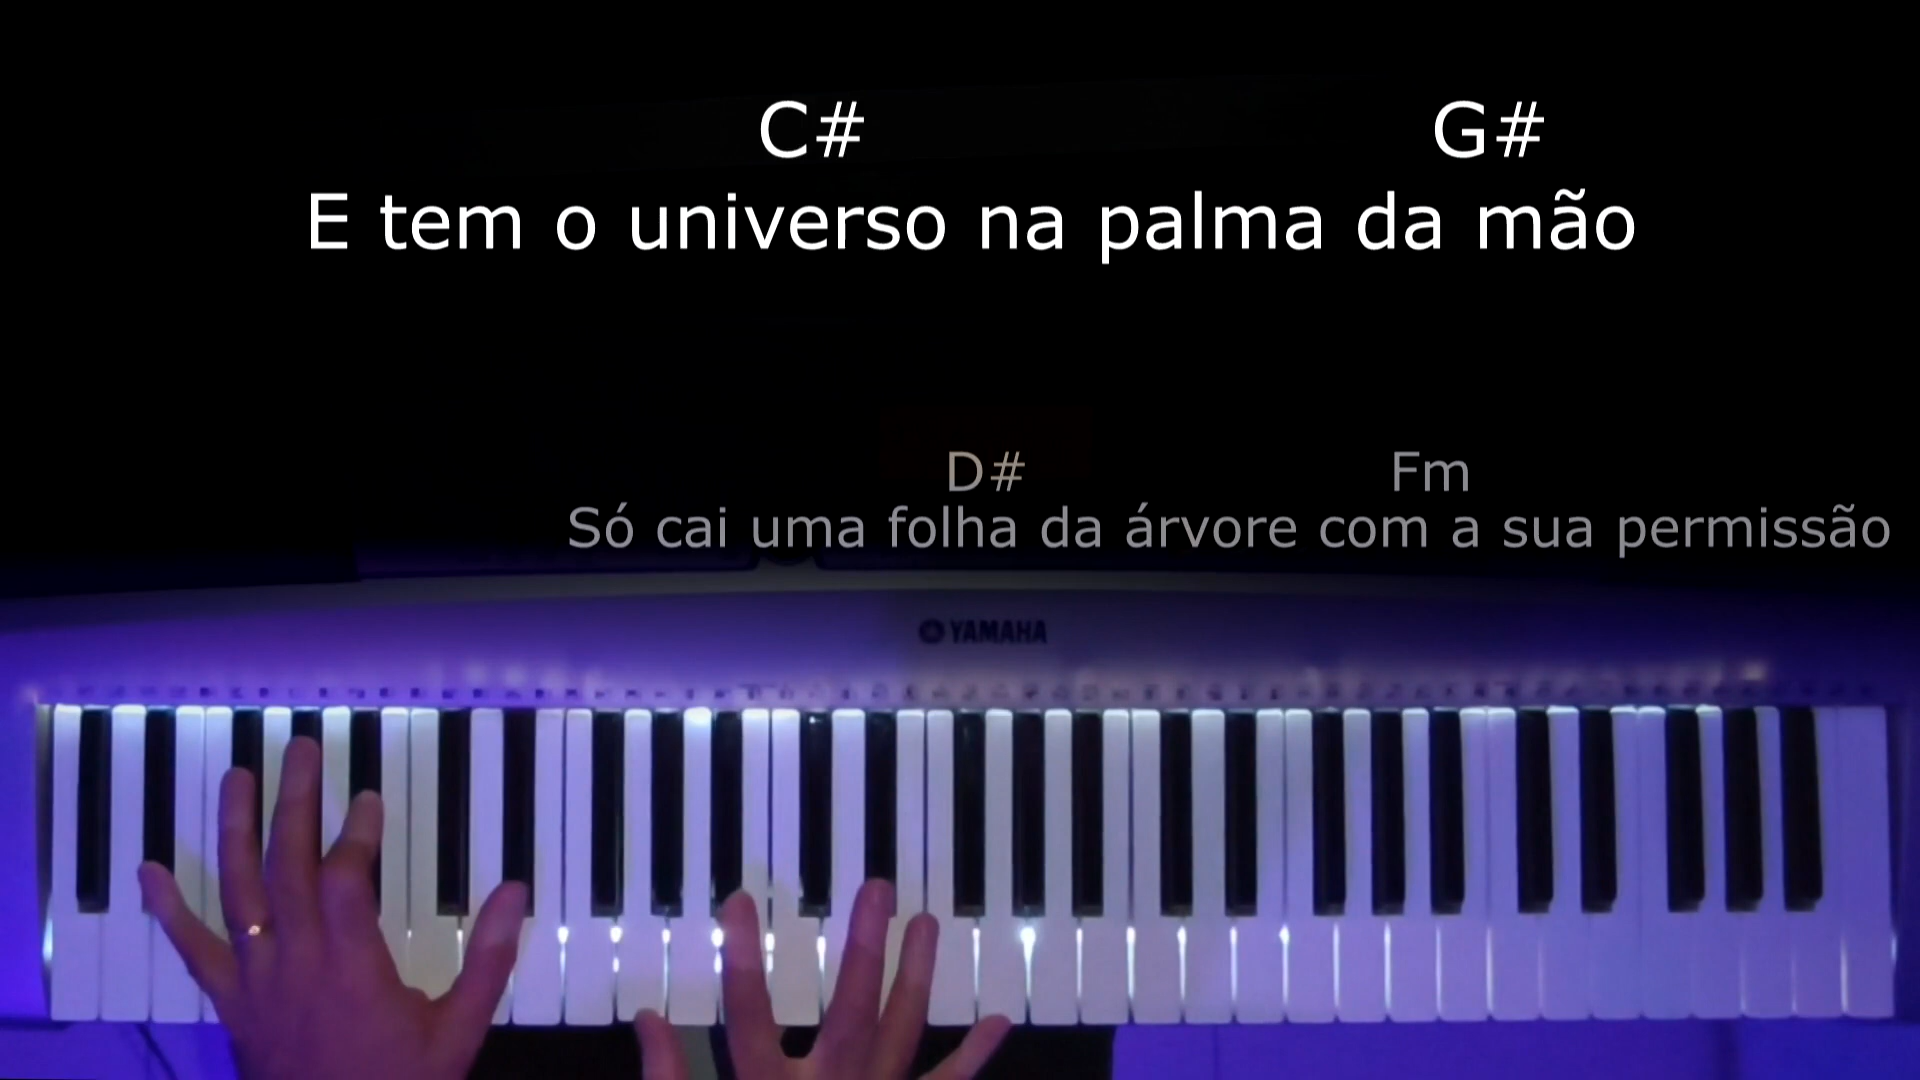 C# G#
E tem o universo na palma da mão
D# Fm
Só cai uma folha da árvore com a sua permissão
YAMAHA